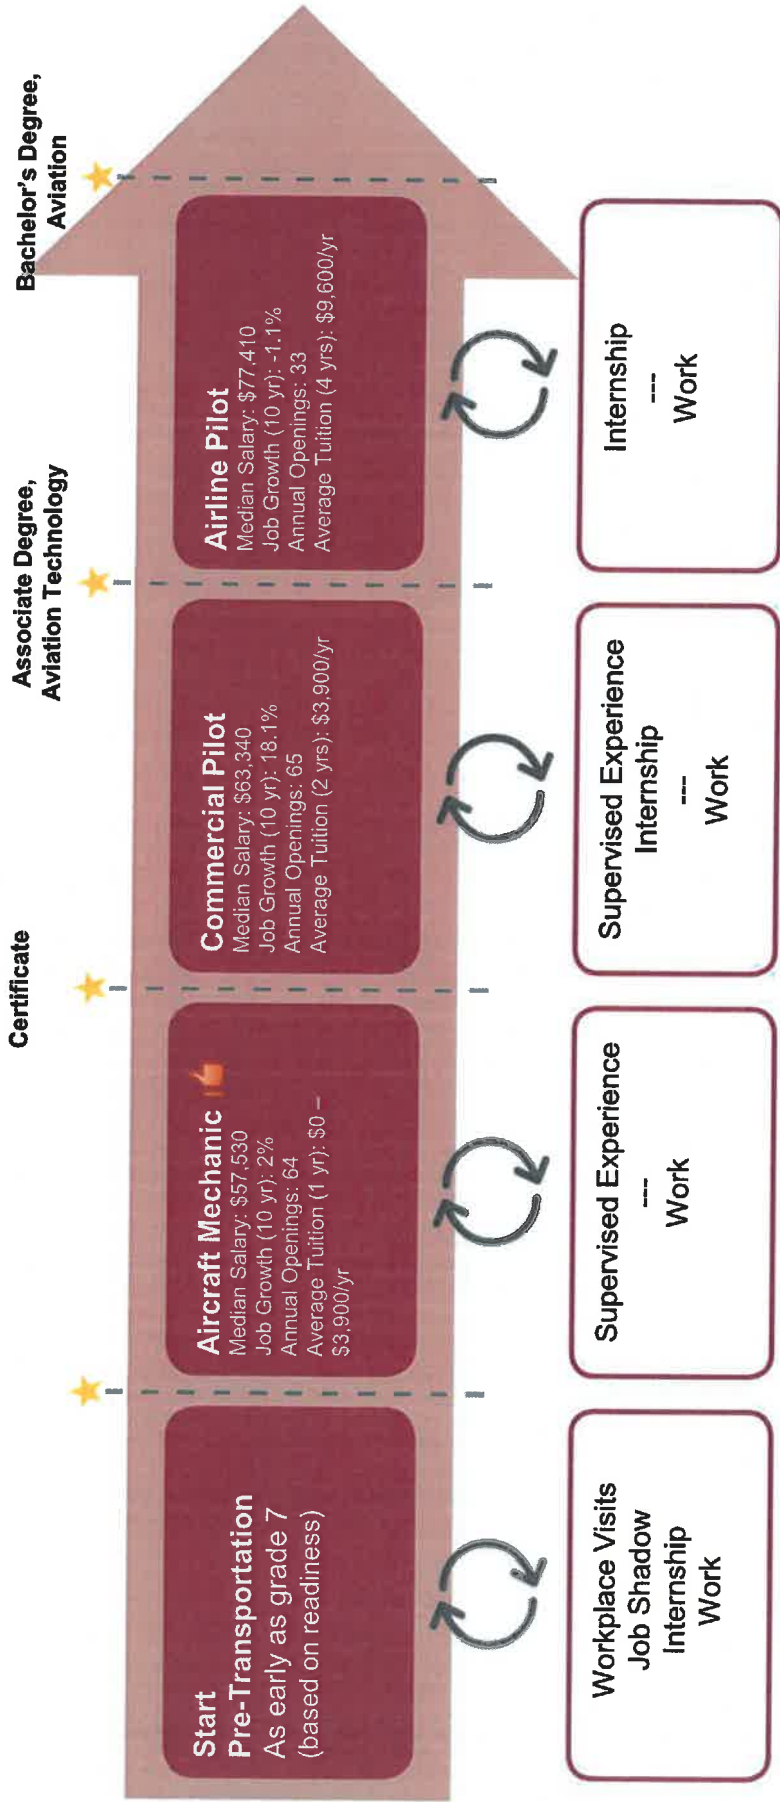 Certificate
Associate Degree,
Aviation Technology
Bachelor's Degree,
Aviation
Start
Pre-Transportation
As early as grade 7
(based on readiness)
Aircraft Mechanic
Median Salary: $57,530
Job Growth (10 yr): 2%
Annual Openings: 64
Average Tuition (1 yr): $0 –
$3,900/yr
Commercial Pilot
Median Salary: $63,340
Job Growth (10 yr): 18.1%
Annual Openings: 65
Average Tuition (2 yrs): $3,900/yr
Airline Pilot
Median Salary: $77,410
Job Growth (10 yr): -1.1%
Annual Openings: 33
Average Tuition (4 yrs): $9,600/yr
Workplace Visits
Job Shadow
Internship
Work
Supervised Experience
---
Work
Supervised Experience
Internship
---
Work
Internship
---
Work